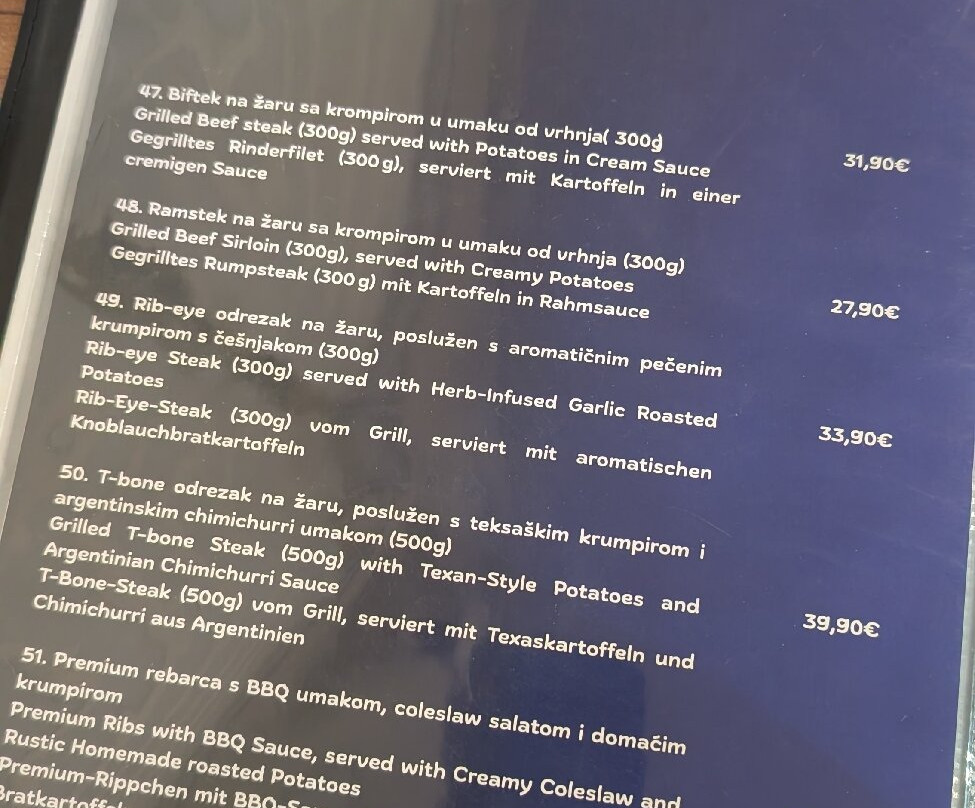 47. Biftek na žaru sa krompirom u umaku od vrhnja( 300g
Grilled Beef steak (300g) served with Potatoes in Cream Sauce
31,90€
Gegrilltes Rinderfilet (300g), serviert mit Kartoffeln in einer
cremigen Sauce
48. Ramstek na žaru sa krompirom u umaku od vrhnja (300g)
Grilled Beef Sirloin (300g), served with Creamy Potatoes
Gegrilltes Rumpsteak (300g) mit Kartoffeln in Rahmsauce
27,90€
49. Rib-eye odrezak na žaru, poslužen s aromatičnim pečenim
krumpirom s češnjakom (300g)
Rib-eye Steak (300g) served with Herb-Infused Garlic Roasted
Potatoes
33,90€
Rib-Eye-Steak (300g) vom Grill, serviert mit aromatischen
Knoblauchbratkartoffeln
50. T-bone odrezak na žaru, poslužen s teksaškim krumpirom i
argentinskim chimichurri umakom (500g)
Grilled T-bone Steak (500g) with Texan-Style Potatoes and
Argentinian Chimichurri Sauce
39,90€
T-Bone-Steak (500g) vom Grill, serviert mit Texaskartoffeln und
Chimichurri aus Argentinien
51. Premium rebarca s BBQ umakom, coleslaw salatom i domaćim
krumpirom
Premium Ribs with BBQ Sauce, served with Creamy Coleslaw and
Rustic Homemade roasted Potatoes
Premium-Rippchen mit